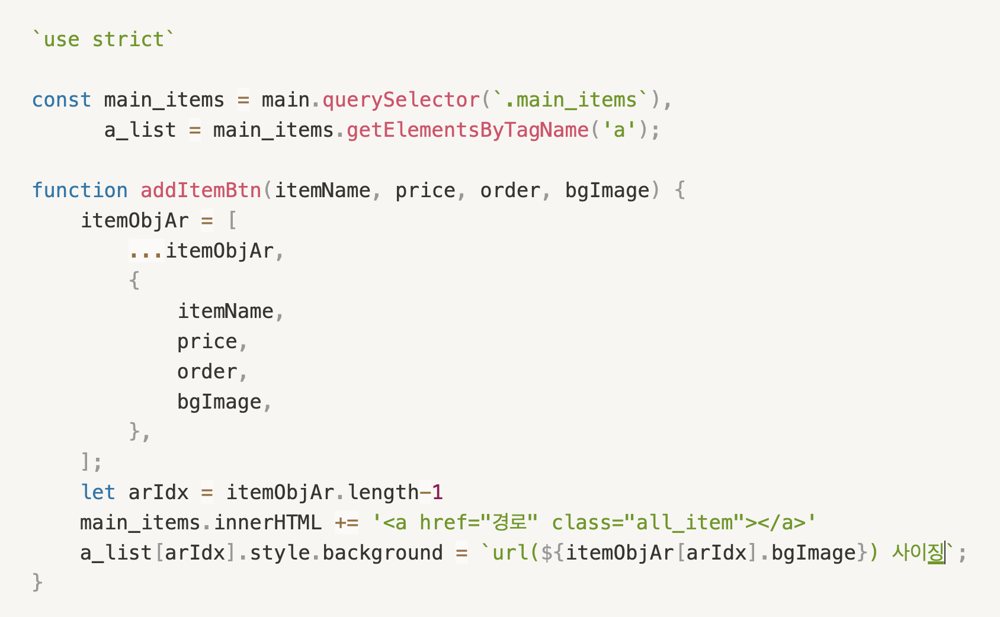 `use strict`

const main_items = main.querySelector(`.main_items`),
      a_list = main_items.getElementsByTagName('a');

function addItemBtn(itemName, price, order, bgImage) {
    itemObjAr = [
        ...itemObjAr,
        {
            itemName,
            price,
            order,
            bgImage,
        },
    ];
    let arIdx = itemObjAr.length-1
    main_items.innerHTML += '<a href="경로" class="all_item"></a>'
    a_list[arIdx].style.background = `url(${itemObjAr[arIdx].bgImage}) 사이징`;
}